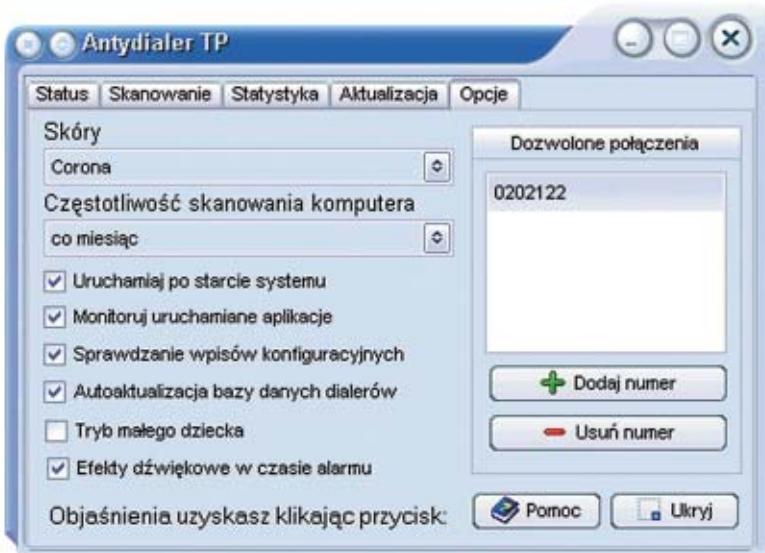 Antydialer TP
Status Skanowanie Statystyka Aktualizacja Opcje
Skóry
Corona
Częstotliwość skanowania komputera
co miesiąc
Uruchamiaj po starcie systemu
Monitoruj uruchamiane aplikacje
Sprawdzanie wpisów konfiguracyjnych
Autoaktualizacja bazy danych dialerów
Tryb małego dziecka
Efekty dźwiękowe w czasie alarmu
Dozwolone połączenia
0202122
Dodaj numer
Usuń numer
Objaśnienia uzyskasz klikając przycisk: Pomoc Ukryj